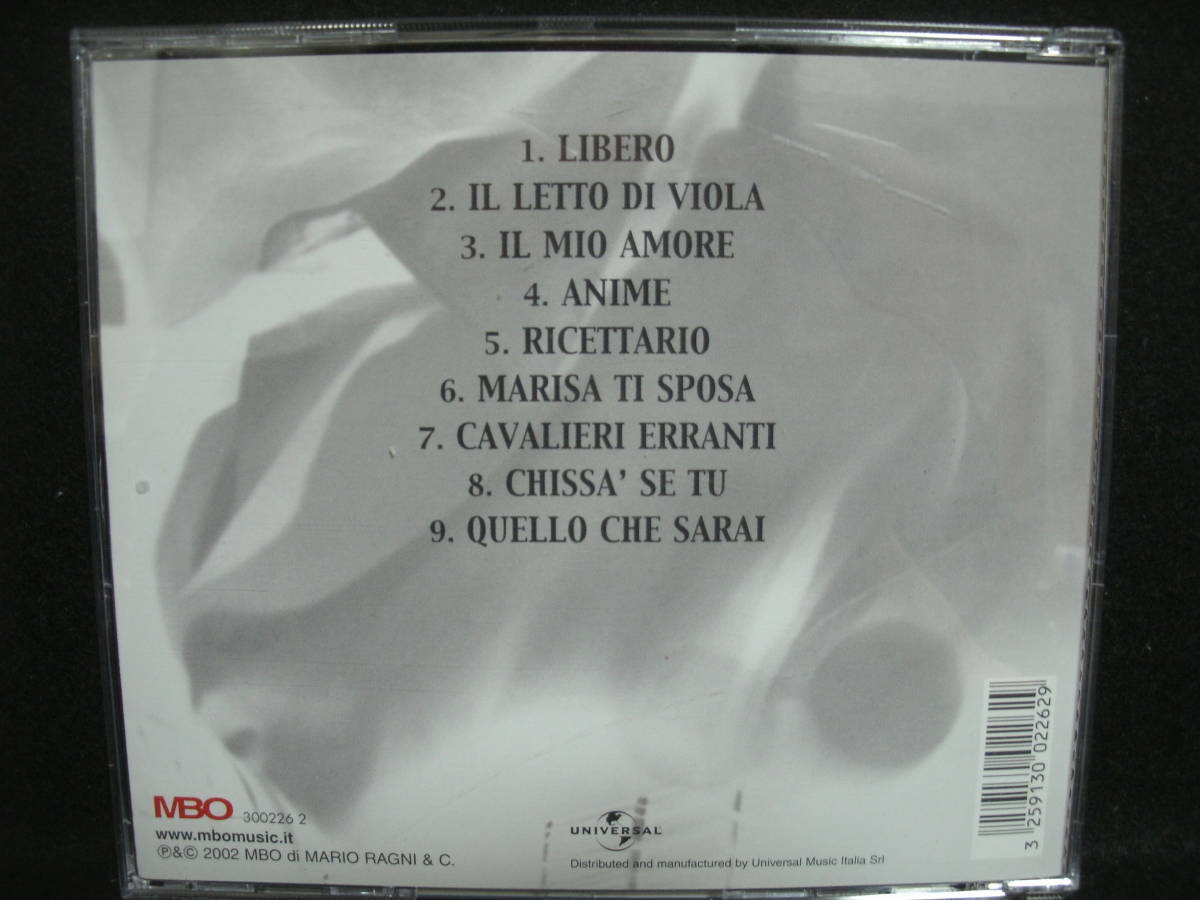 1. LIBERO
2. IL LETTO DI VIOLA
3. IL MIO AMORE
4. ANIME
5. RICETTARIO
6. MARISA TI SPOSA
7. CAVALIERI ERRANTI
8. CHISSA' SE TU
9. QUELLO CHE SARAI
MBO 300226 2
www.mbomusic.it
℗&© 2002 MBO di MARIO RAGNI & C.
UNIVERSAL
Distributed and manufactured by Universal Music Italia Srl
3 259130 022629